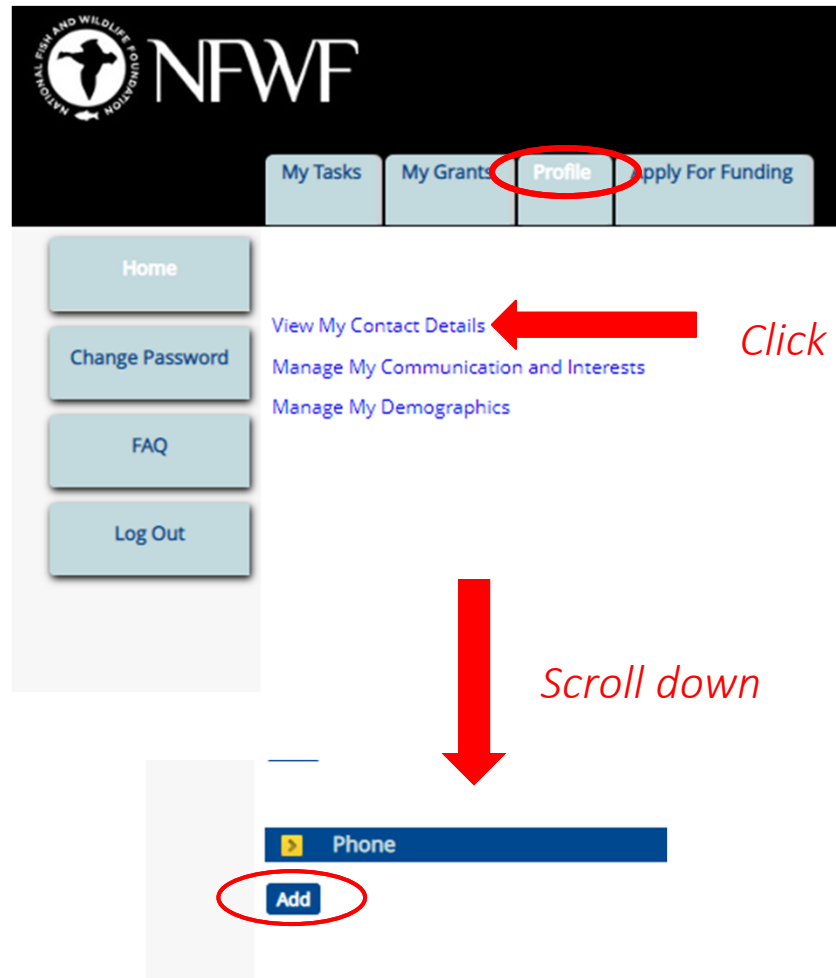 NATIONAL FISH AND WILDLIFE FOUNDATION
NFWF
My Tasks
My Grants
Profile
Apply For Funding
Home
Change Password
FAQ
Log Out
View My Contact Details
Click
Manage My Communication and Interests
Manage My Demographics
Scroll down
Phone
Add